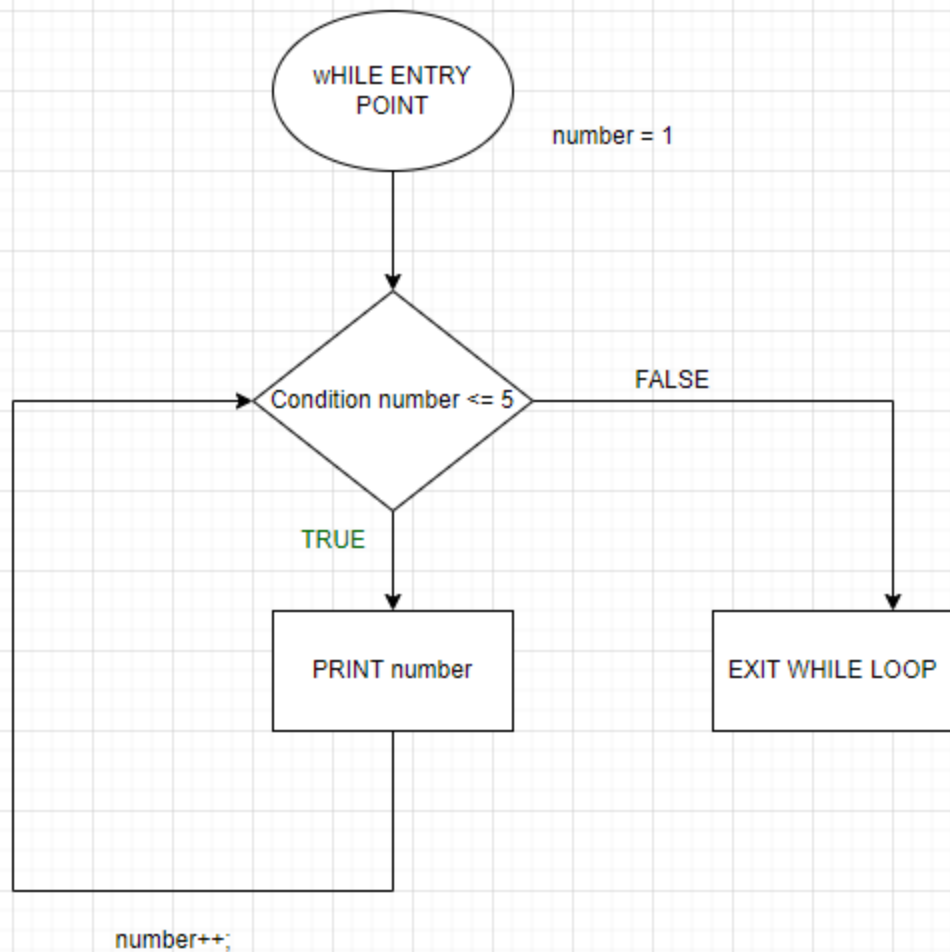 wHILE ENTRY
POINT
number = 1
Condition number <= 5
FALSE
TRUE
PRINT number
EXIT WHILE LOOP
number++;